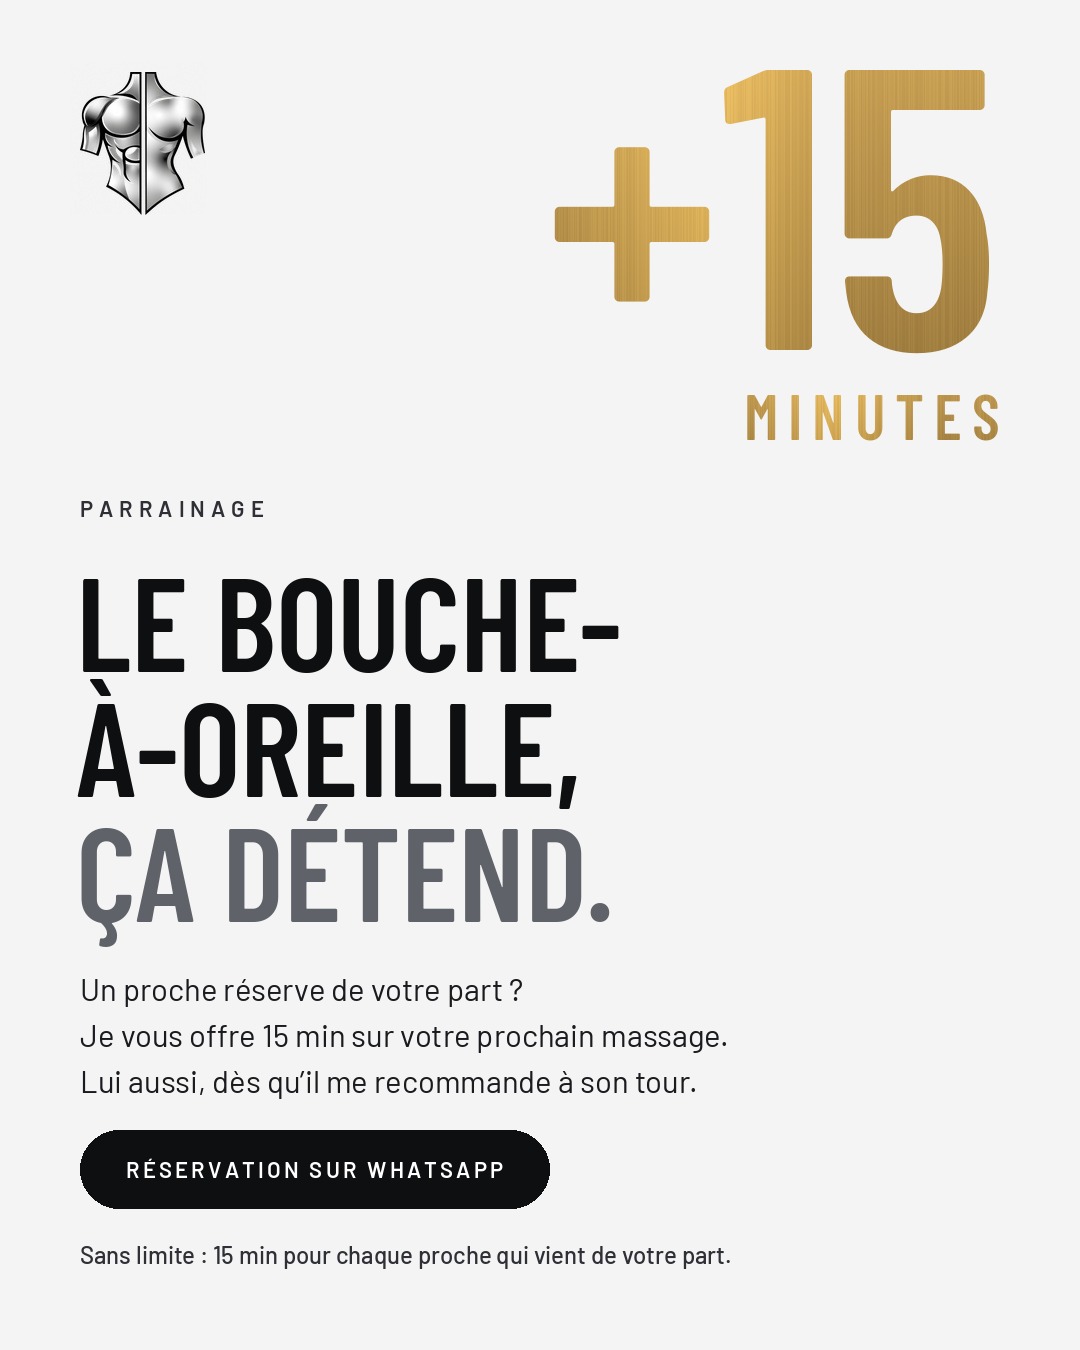 +15
MINUTES
PARRAINAGE
LE BOUCHE-
À-OREILLE,
ÇA DÉTEND.
Un proche réserve de votre part ?
Je vous offre 15 min sur votre prochain massage.
Lui aussi, dès qu’il me recommande à son tour.
RÉSERVATION SUR WHATSAPP
Sans limite : 15 min pour chaque proche qui vient de votre part.